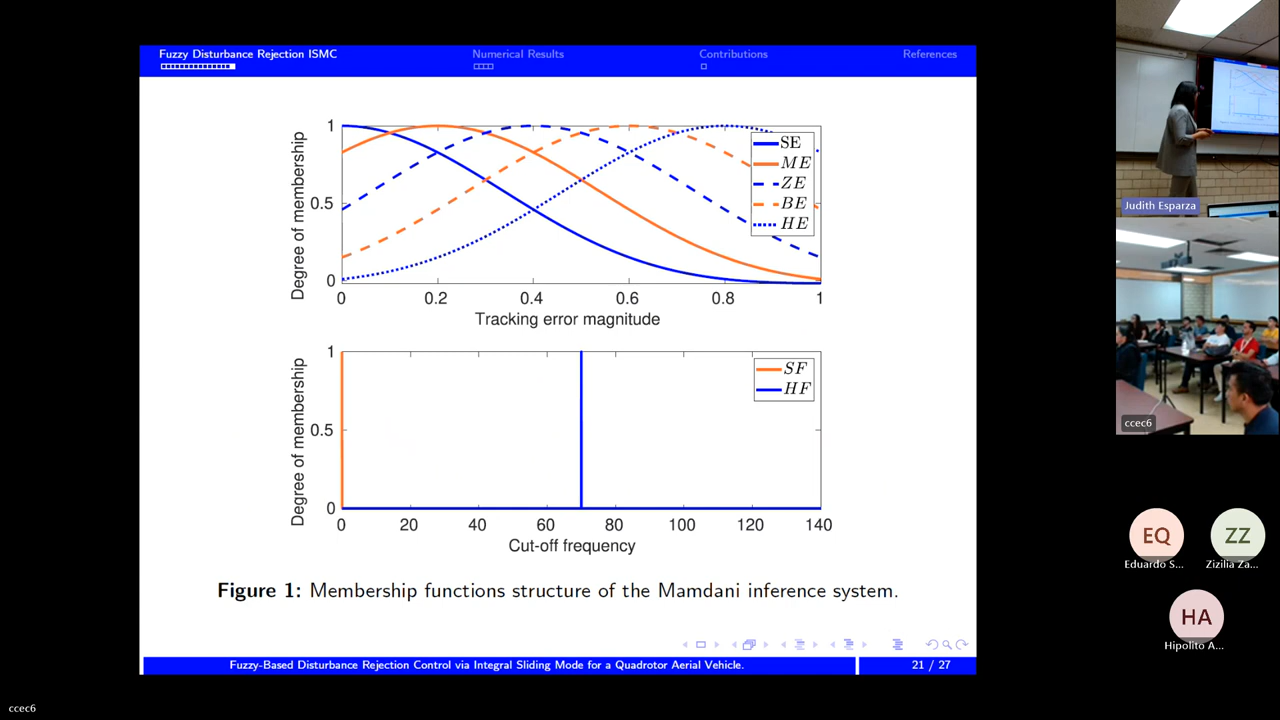 Fuzzy Disturbance Rejection ISMC
Numerical Results
Contributions
References
Degree of membership
1
0.5
0
0 0.2 0.4 0.6 0.8 1
Tracking error magnitude
SE
ME
ZE
BE
HE
Degree of membership
1
0.5
0
0 20 40 60 80 100 120 140
Cut-off frequency
SF
HF
Figure 1: Membership functions structure of the Mamdani inference system.
Fuzzy-Based Disturbance Rejection Control via Integral Sliding Mode for a Quadrotor Aerial Vehicle.
21 / 27
Judith Esparza
ccec6
EQ
Eduardo S...
ZZ
Zizilia Za...
HA
Hipolito A...
ccec6